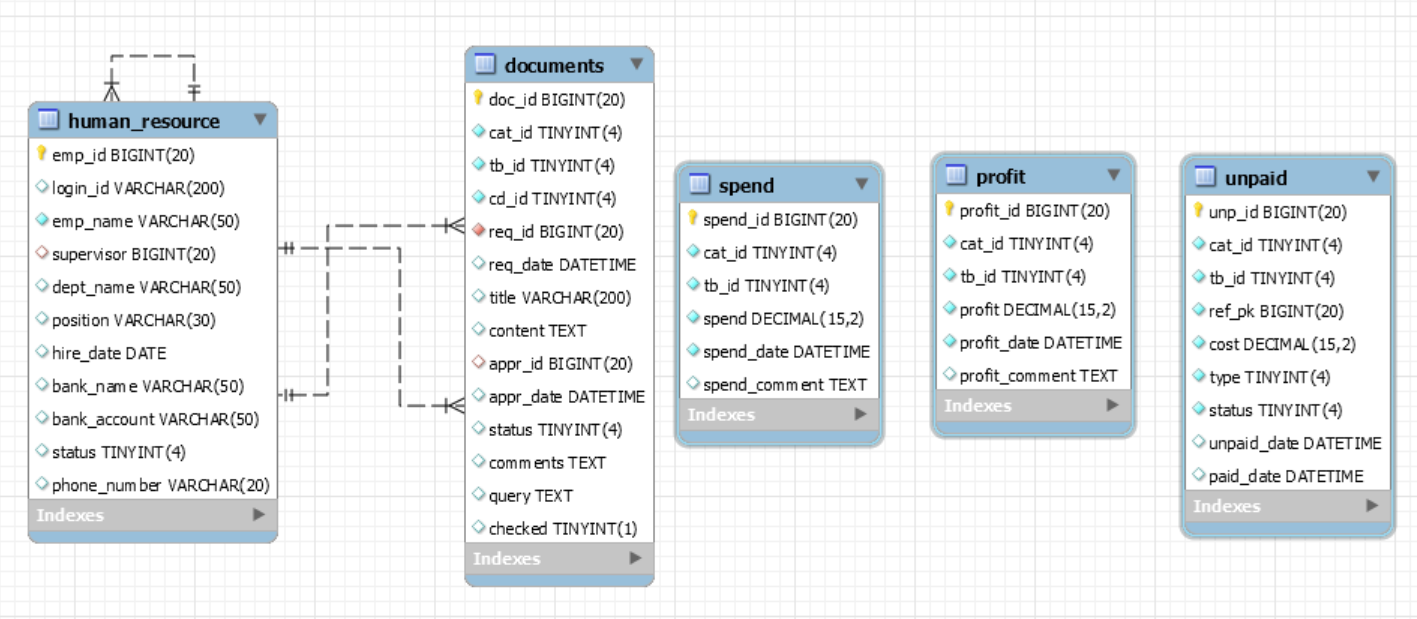 human_resource
emp_id BIGINT(20)
login_id VARCHAR(200)
emp_name VARCHAR(50)
supervisor BIGINT(20)
dept_name VARCHAR(50)
position VARCHAR(30)
hire_date DATE
bank_name VARCHAR(50)
bank_account VARCHAR(50)
status TINYINT(4)
phone_number VARCHAR(20)
Indexes
documents
doc_id BIGINT(20)
cat_id TINYINT(4)
tb_id TINYINT(4)
cd_id TINYINT(4)
req_id BIGINT(20)
req_date DATETIME
title VARCHAR(200)
content TEXT
appr_id BIGINT(20)
appr_date DATETIME
status TINYINT(4)
comments TEXT
query TEXT
checked TINYINT(1)
Indexes
spend
spend_id BIGINT(20)
cat_id TINYINT(4)
tb_id TINYINT(4)
spend DECIMAL(15,2)
spend_date DATETIME
spend_comment TEXT
Indexes
profit
profit_id BIGINT(20)
cat_id TINYINT(4)
tb_id TINYINT(4)
profit DECIMAL(15,2)
profit_date DATETIME
profit_comment TEXT
Indexes
unpaid
unp_id BIGINT(20)
cat_id TINYINT(4)
tb_id TINYINT(4)
ref_pk BIGINT(20)
cost DECIMAL(15,2)
type TINYINT(4)
status TINYINT(4)
unpaid_date DATETIME
paid_date DATETIME
Indexes